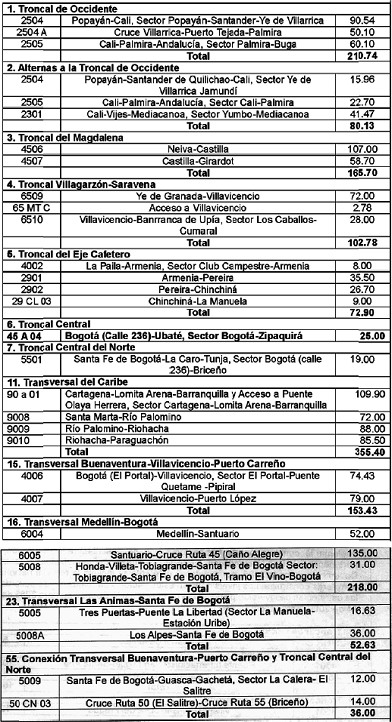 1. Troncal de Occidente
2504 Popayán-Cali, Sector Popayán-Santander-Ye de Villarrica 90.54
2504 A Cruce Villarrica-Puerto Tejada-Palmira 50.10
2505 Cali-Palmira-Andalucía, Sector Palmira-Buga 60.10
Total 210.74
2. Alternas a la Troncal de Occidente
2504 Popayán-Santander de Quilichao-Cali, Sector Ye de
Villarrica Jamundí 15.96
2505 Cali-Palmira-Andalucía, Sector Cali-Palmira 22.70
2301 Cali-Vijes-Mediacanoa, Sector Yumbo-Mediacanoa 41.47
Total 80.13
3. Troncal del Magdalena
4506 Neiva-Castilla 107.00
4507 Castilla-Girardot 58.70
Total 165.70
4. Troncal Villagarzón-Saravena
6509 Ye de Granada-Villavicencio 72.00
65 MT C Acceso a Villavicencio 2.78
6510 Villavicencio-Banrranca de Upía, Sector Los Caballos-
Cumaral 28.00
Total 102.78
5. Troncal del Eje Cafetero
4002 La Paila-Armenia, Sector Club Campestre-Armenia 8.00
2901 Armenia-Pereira 35.50
2902 Pereira-Chinchiná 26.70
29 CL 03 Chinchiná-La Manuela 9.00
Total 72.90
6. Troncal Central
45 A 04 Bogotá (Calle 236)-Ubaté, Sector Bogotá-Zipaquirá 25.00
7. Troncal Central del Norte
5501 Santa Fe de Bogotá-La Caro-Tunja, Sector Bogotá (calle
236)-Briceño 19.00
11. Transversal del Caribe
90 a 01 Cartagena-Lomita Arena-Barranquilla y Acceso a Puente
Olaya Herrera, Sector Cartagena-Lomita Arena-Barranquilla 109.90
9008 Santa Marta-Río Palomino 72.00
9009 Río Palomino-Riohacha 88.00
9010 Riohacha-Paraguachón 85.50
Total 355.40
15. Transversal Buenaventura-Villavicencio-Puerto Carreño
4006 Bogotá (El Portal)-Villavicencio, Sector El Portal-Puente
Quetame -Pipiral 74.43
4007 Villavicencio-Puerto López 79.00
Total 153.43
16. Transversal Medellín-Bogotá
6004 Medellín-Santuario 52.00
6005 Santuario-Cruce Ruta 45 (Caño Alegre) 135.00
5008 Honda-Villeta-Tobiagrande-Santa Fe de Bogotá Sector:
Tobiagrande-Santa Fe de Bogotá, Tramo El Vino-Bogotá 31.00
Total 218.00
23. Transversal Las Animas-Santa Fe de Bogotá
5005 Tres Puertas-Puente La Libertad (Sector La Manuela-
Estación Uribe) 16.63
5008A Los Alpes-Santa Fe de Bogotá 36.00
Total 52.63
55. Conexión Transversal Buenaventura-Puerto Carreño y Troncal Central del
Norte
5009 Santa Fe de Bogotá-Guasca-Gachetá, Sector La Calera- El
Salitre 12.00
50 CN 03 Cruce Ruta 50 (El Salitre)-Cruce Ruta 55 (Briceño) 14.00
Total 36.00